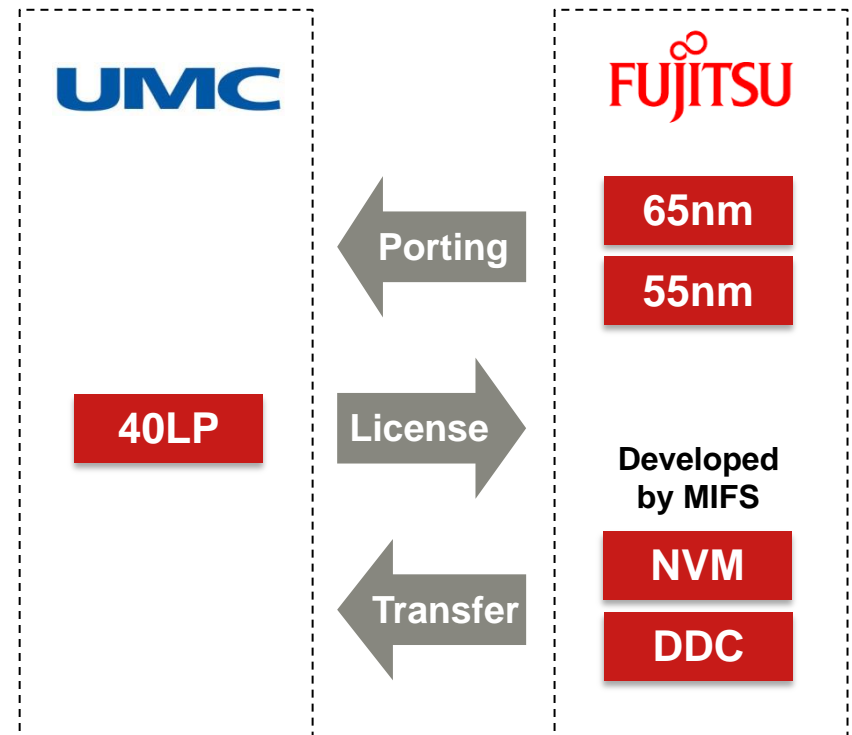 UMC
FUJITSU
Porting
65nm
55nm
40LP
License
Developed
by MIFS
Transfer
NVM
DDC